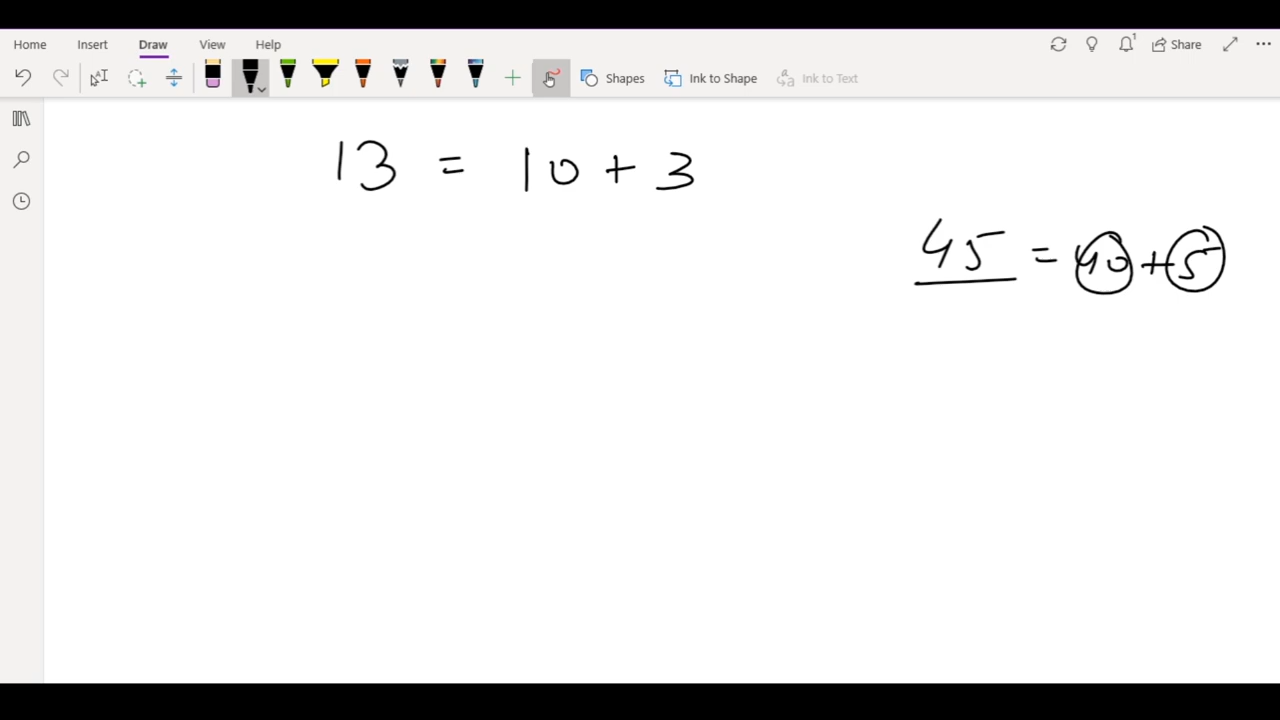 Home Insert Draw View Help
1 Share
Shapes Ink to Shape a a Ink to Text
13 = 10 + 3
45 = 40 + 5